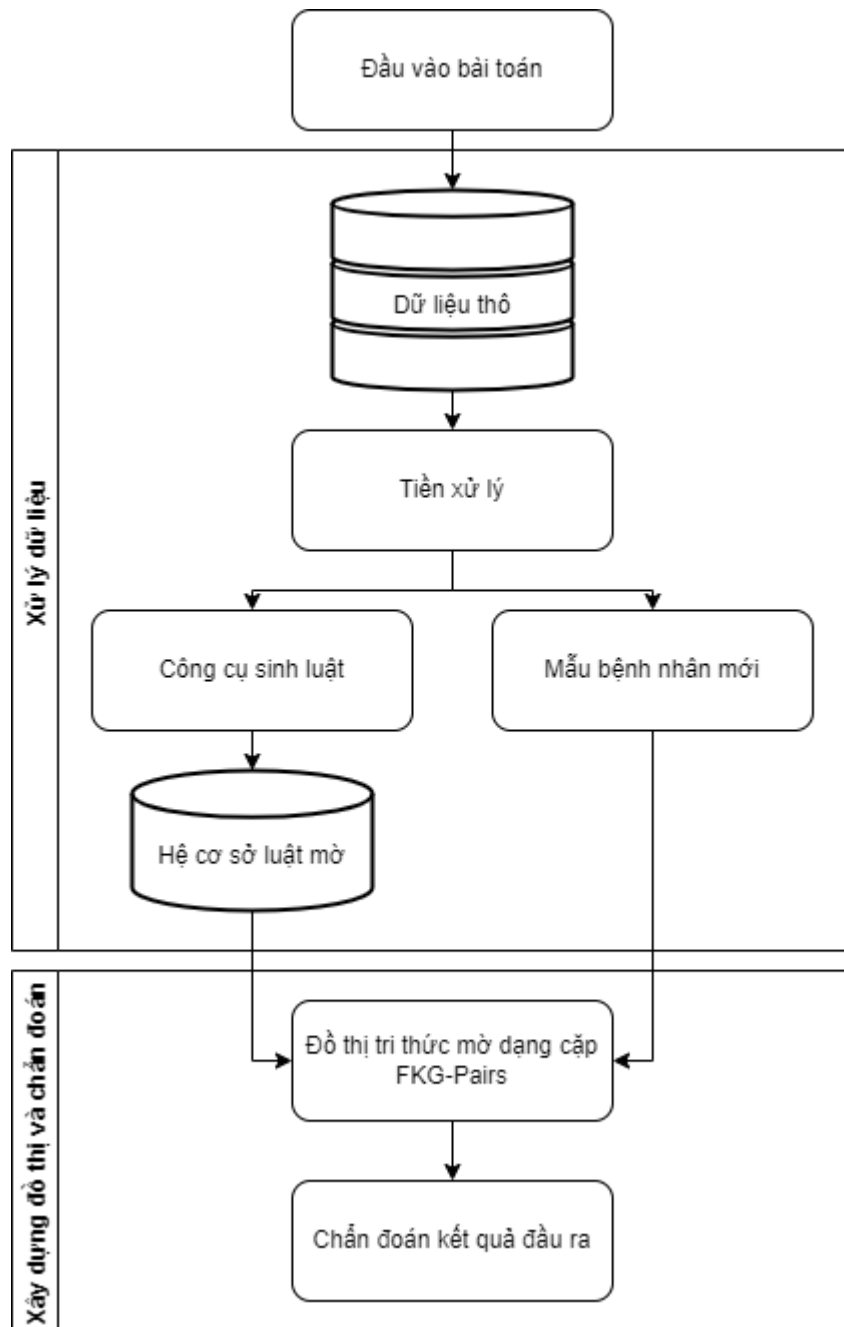 Đầu vào bài toán
Xử lý dữ liệu
Dữ liệu thô
Tiền xử lý
Công cụ sinh luật
Mẫu bệnh nhân mới
Hệ cơ sở luật mờ
Xây dựng đồ thị và chẩn đoán
Đồ thị tri thức mờ dạng cặp
FKG-Pairs
Chẩn đoán kết quả đầu ra